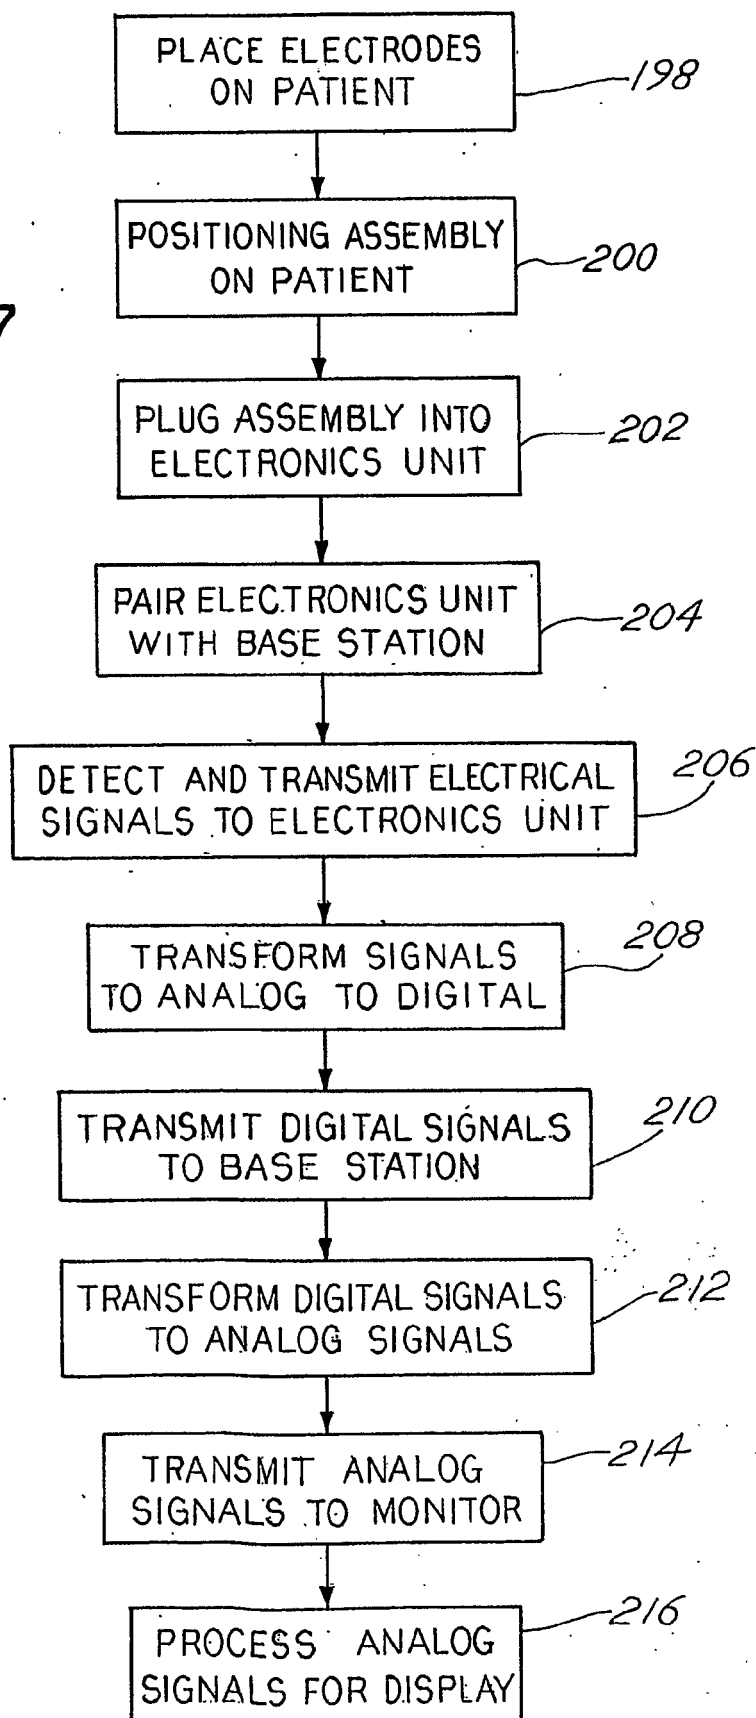 PLACE ELECTRODES
ON PATIENT
198
POSITIONING ASSEMBLY
ON PATIENT
200
7
PLUG ASSEMBLY INTO
ELECTRONICS UNIT
202
PAIR ELECTRONICS UNIT
WITH BASE STATION
204
DETECT AND TRANSMIT ELECTRICAL
SIGNALS TO ELECTRONICS UNIT
206
TRANSFORM SIGNALS
TO ANALOG TO DIGITAL
208
TRANSMIT DIGITAL SIGNALS
TO BASE STATION
210
TRANSFORM DIGITAL SIGNALS
TO ANALOG SIGNALS
212
TRANSMIT ANALOG
SIGNALS TO MONITOR
214
PROCESS ANALOG
SIGNALS FOR DISPLAY
216